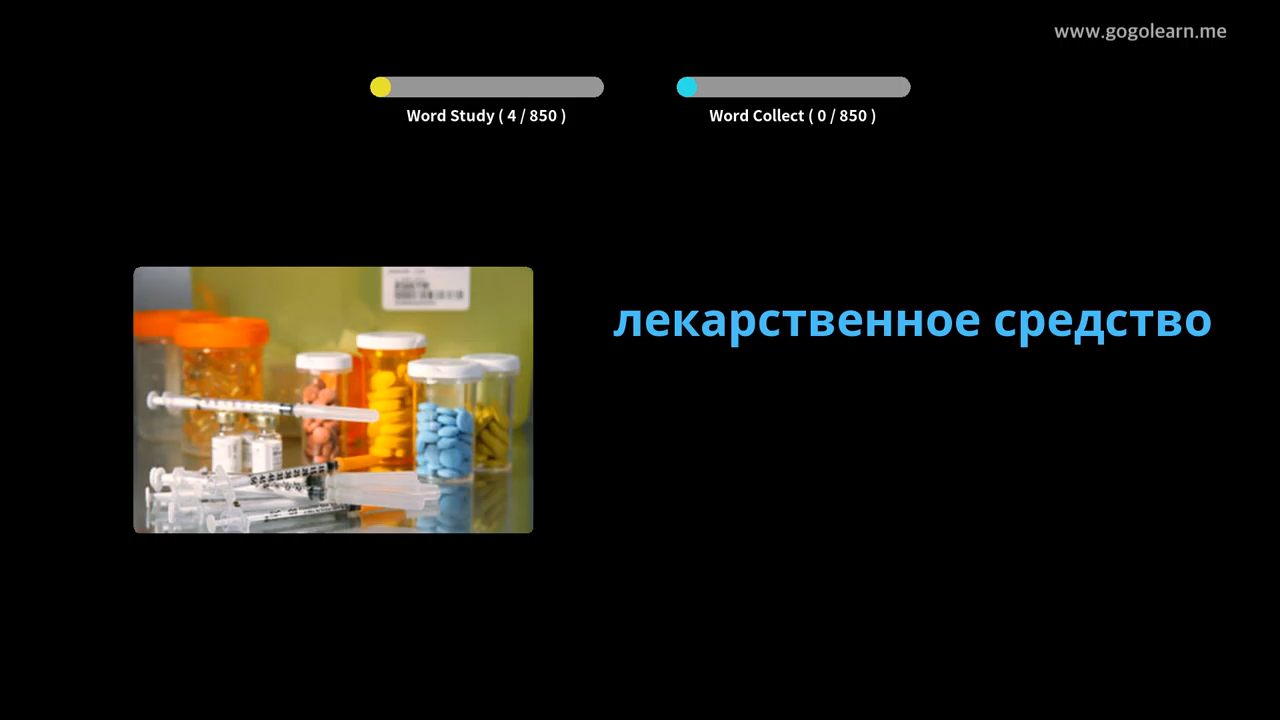 www.gogolearn.me
Word Study ( 4 / 850 )
Word Collect ( 0 / 850 )
лекарственное средство